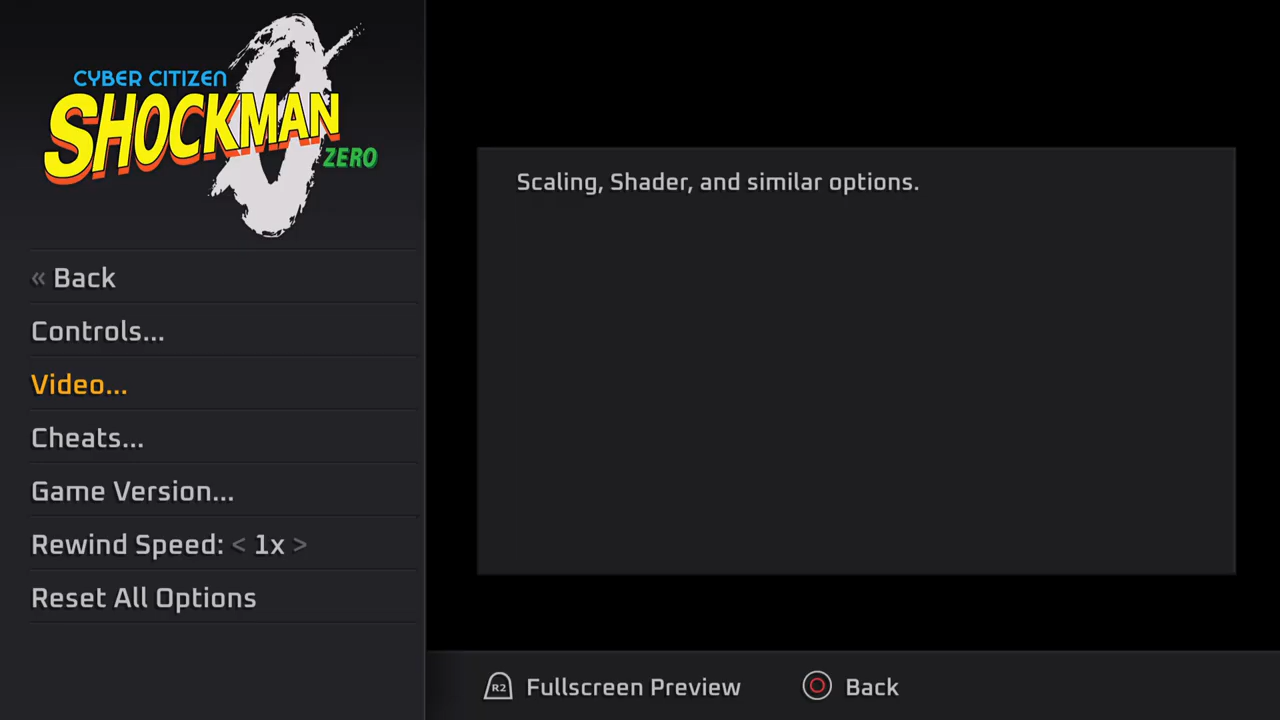 CYBER CITIZEN
SHOCKMAN
ZERO
« Back
Controls...
Video...
Cheats...
Game Version...
Rewind Speed: < 1x >
Reset All Options
Scaling, Shader, and similar options.
R2 Fullscreen Preview
Back